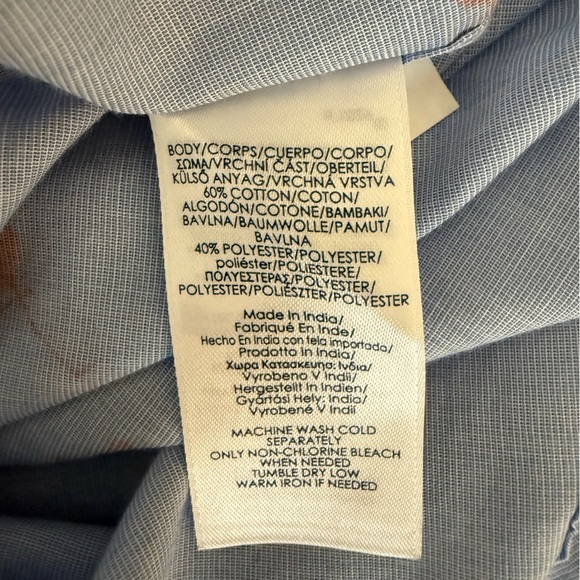 BODY/CORPS/CUERPO/CORPO/
ΣΩΜΑ/VRCHNÍ ČÁST/OBERTEIL/
KÜLSŐ ANYAG/VRCHNÁ VRSTVA
60% COTTON/COTON/
ALGODÓN/COTONE/ΒΑΜΒΑΚΙ/
BAVLNA/BAUMWOLLE/PAMUT/
BAVLNA
40% POLYESTER/POLYESTER/
poliéster/POLIESTERE/
ΠΟΛΥΕΣΤΕΡΑΣ/POLYESTER/
POLYESTER/POLIÉSZTER/POLYESTER
Made In India/
Fabriqué En Inde/
Hecho En India con tela importada/
Prodotto In India/
Χωρα Κατασκευησ: Ινδια/
Vyrobeno V Indii/
Hergestellt In Indien/
Gyártási Hely: India/
Vyrobené V Indii
MACHINE WASH COLD
SEPARATELY
ONLY NON-CHLORINE BLEACH
WHEN NEEDED
TUMBLE DRY LOW
WARM IRON IF NEEDED